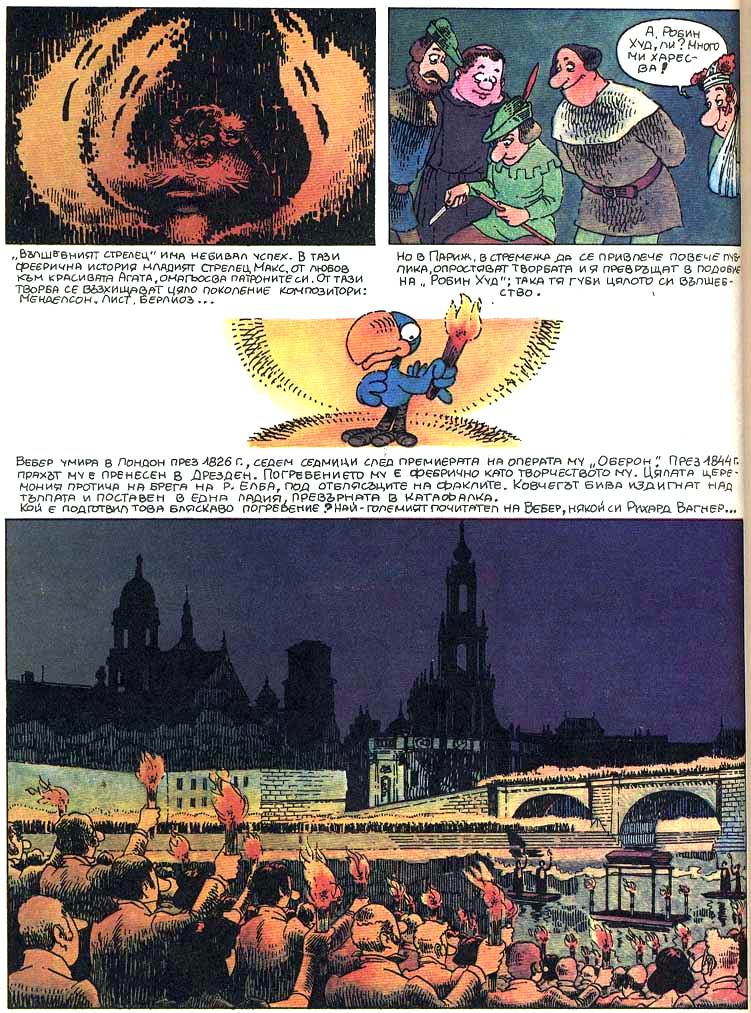 А, РОБИН
ХУД, ЛИ? МНОГО
МИ ХАРЕС-
ВА!
„ВЪЛШЕБНИЯТ СТРЕЛЕЦ" ИМА НЕБИВАЛ УСПЕХ. В ТАЗИ
ФЕЕРИЧНА ИСТОРИЯ МЛАДИЯТ СТРЕЛЕЦ МАКС, ОТ ЛЮБОВ
КЪМ КРАСИВАТА АГАТА, ОМАГЬОСВА ПАТРОНИТЕ СИ. ОТ ТАЗИ
ТВОРБА СЕ ВЪЗХИЩАВАТ ЦЯЛО ПОКОЛЕНИЕ КОМПОЗИТОРИ:
МЕНДЕЛСОН, ЛИСТ, БЕРЛИОЗ...
НО В ПАРИЖ, В СТРЕМЕЖА ДА СЕ ПРИВЛЕЧЕ ПОВЕЧЕ ПУБ
ЛИКА, ОПРОСТЯВАТ ТВОРБАТА И Я ПРЕВРЪЩАТ В ПОДОБИЕ
НА „РОБИН ХУД"; ТАКА ТЯ ГУБИ ЦЯЛОТО СИ ВЪЛШЕБ-
СТВО.
ВЕБЕР УМИРА В ЛОНДОН ПРЕЗ 1826 Г., СЕДЕМ СЕДМИЦИ СЛЕД ПРЕМИЕРАТА НА ОПЕРАТА МУ „ОБЕРОН". ПРЕЗ 1844Г.
ПРАХЪТ МУ Е ПРЕНЕСЕН В ДРЕЗДЕН. ПОГРЕБЕНИЕТО МУ Е ФЕЕРИЧНО КАТО ТВОРЧЕСТВОТО МУ. ЦЯЛАТА ЦЕРЕ-
МОНИЯ ПРОТИЧА НА БРЕГА НА Р. ЕЛБА, ПОД ОТБЛЯСЪЦИТЕ НА ФАКЛИТЕ. КОВЧЕГЪТ БИВА ИЗДИГНАТ НАД
ТЪЛПАТА И ПОСТАВЕН В ЕДНА ЛАДИЯ, ПРЕВЪРНАТА В КАТАФАЛКА.
КОЙ Е ПОДГОТВИЛ ТОВА БЛЯСКАВО ПОГРЕБЕНИЕ? НАЙ-ГОЛЕМИЯТ ПОЧИТАТЕЛ НА ВЕБЕР, НЯКОЙ СИ РИХАРД ВАГНЕР...